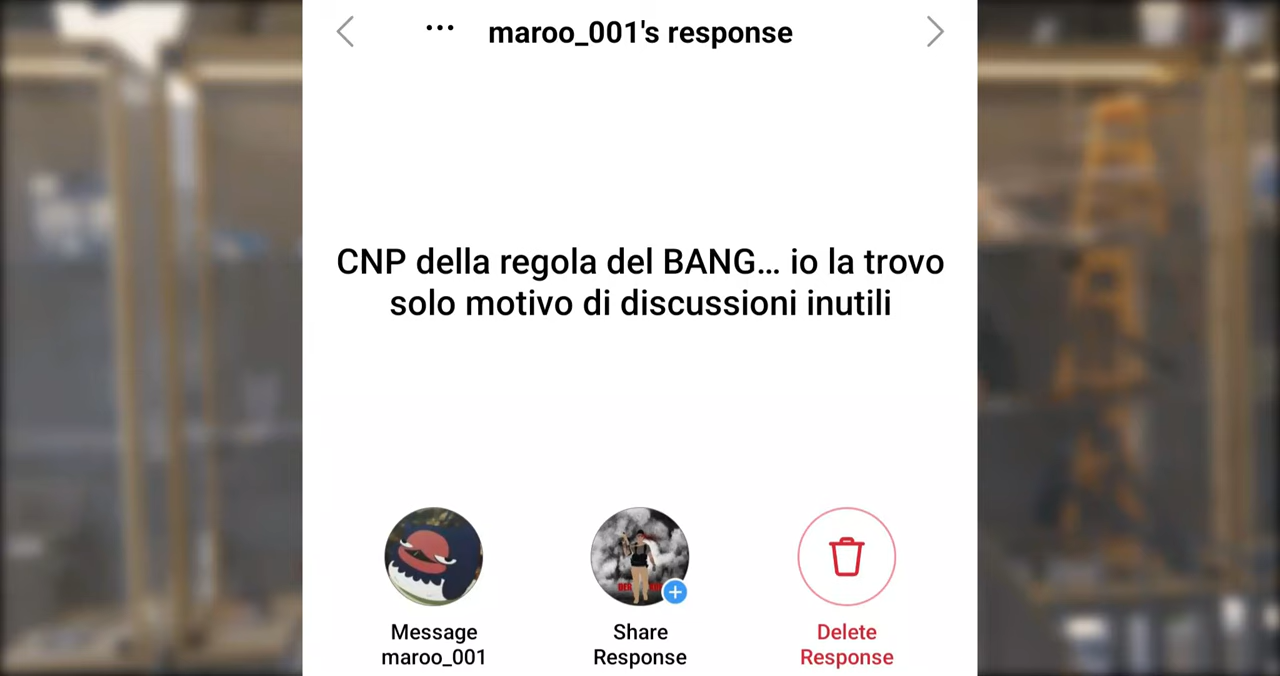 ... maroo_001's response
CNP della regola del BANG... io la trovo
solo motivo di discussioni inutili
Message
maroo_001
Share
Response
Delete
Response